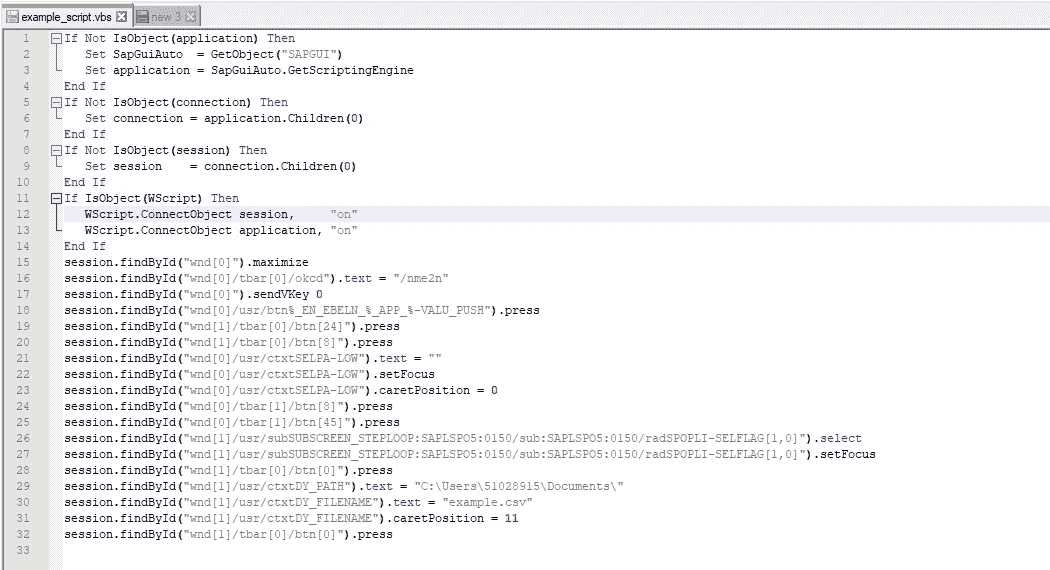 example_script.vbs new 3
1 If Not IsObject(application) Then
2 Set SapGuiAuto  = GetObject("SAPGUI")
3 Set application = SapGuiAuto.GetScriptingEngine
4 End If
5 If Not IsObject(connection) Then
6 Set connection = application.Children(0)
7 End If
8 If Not IsObject(session) Then
9 Set session    = connection.Children(0)
10 End If
11 If IsObject(WScript) Then
12 WScript.ConnectObject session,     "on"
13 WScript.ConnectObject application, "on"
14 End If
15 session.findById("wnd[0]").maximize
16 session.findById("wnd[0]/tbar[0]/okcd").text = "/nme2n"
17 session.findById("wnd[0]").sendVKey 0
18 session.findById("wnd[0]/usr/btn%_EN_EBELN_%_APP_%-VALU_PUSH").press
19 session.findById("wnd[1]/tbar[0]/btn[24]").press
20 session.findById("wnd[1]/tbar[0]/btn[8]").press
21 session.findById("wnd[0]/usr/ctxtSELPA-LOW").text = ""
22 session.findById("wnd[0]/usr/ctxtSELPA-LOW").setFocus
23 session.findById("wnd[0]/usr/ctxtSELPA-LOW").caretPosition = 0
24 session.findById("wnd[0]/tbar[1]/btn[8]").press
25 session.findById("wnd[0]/tbar[1]/btn[45]").press
26 session.findById("wnd[1]/usr/subSUBSCREEN_STEPLOOP:SAPLSPO5:0150/sub:SAPLSPO5:0150/radSPOPLI-SELFLAG[1,0]").select
27 session.findById("wnd[1]/usr/subSUBSCREEN_STEPLOOP:SAPLSPO5:0150/sub:SAPLSPO5:0150/radSPOPLI-SELFLAG[1,0]").setFocus
28 session.findById("wnd[1]/tbar[0]/btn[0]").press
29 session.findById("wnd[1]/usr/ctxtDY_PATH").text = "C:\Users\51028915\Documents\"
30 session.findById("wnd[1]/usr/ctxtDY_FILENAME").text = "example.csv"
31 session.findById("wnd[1]/usr/ctxtDY_FILENAME").caretPosition = 11
32 session.findById("wnd[1]/tbar[0]/btn[0]").press
33